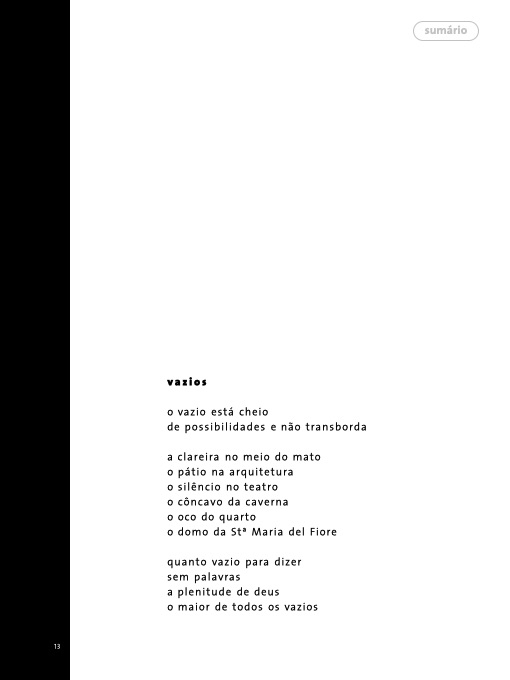 sumário
vazios
o vazio está cheio
de possibilidades e não transborda
a clareira no meio do mato
o pátio na arquitetura
o silêncio no teatro
o côncavo da caverna
o oco do quarto
o domo da Stª Maria del Fiore
quanto vazio para dizer
sem palavras
a plenitude de deus
o maior de todos os vazios
13